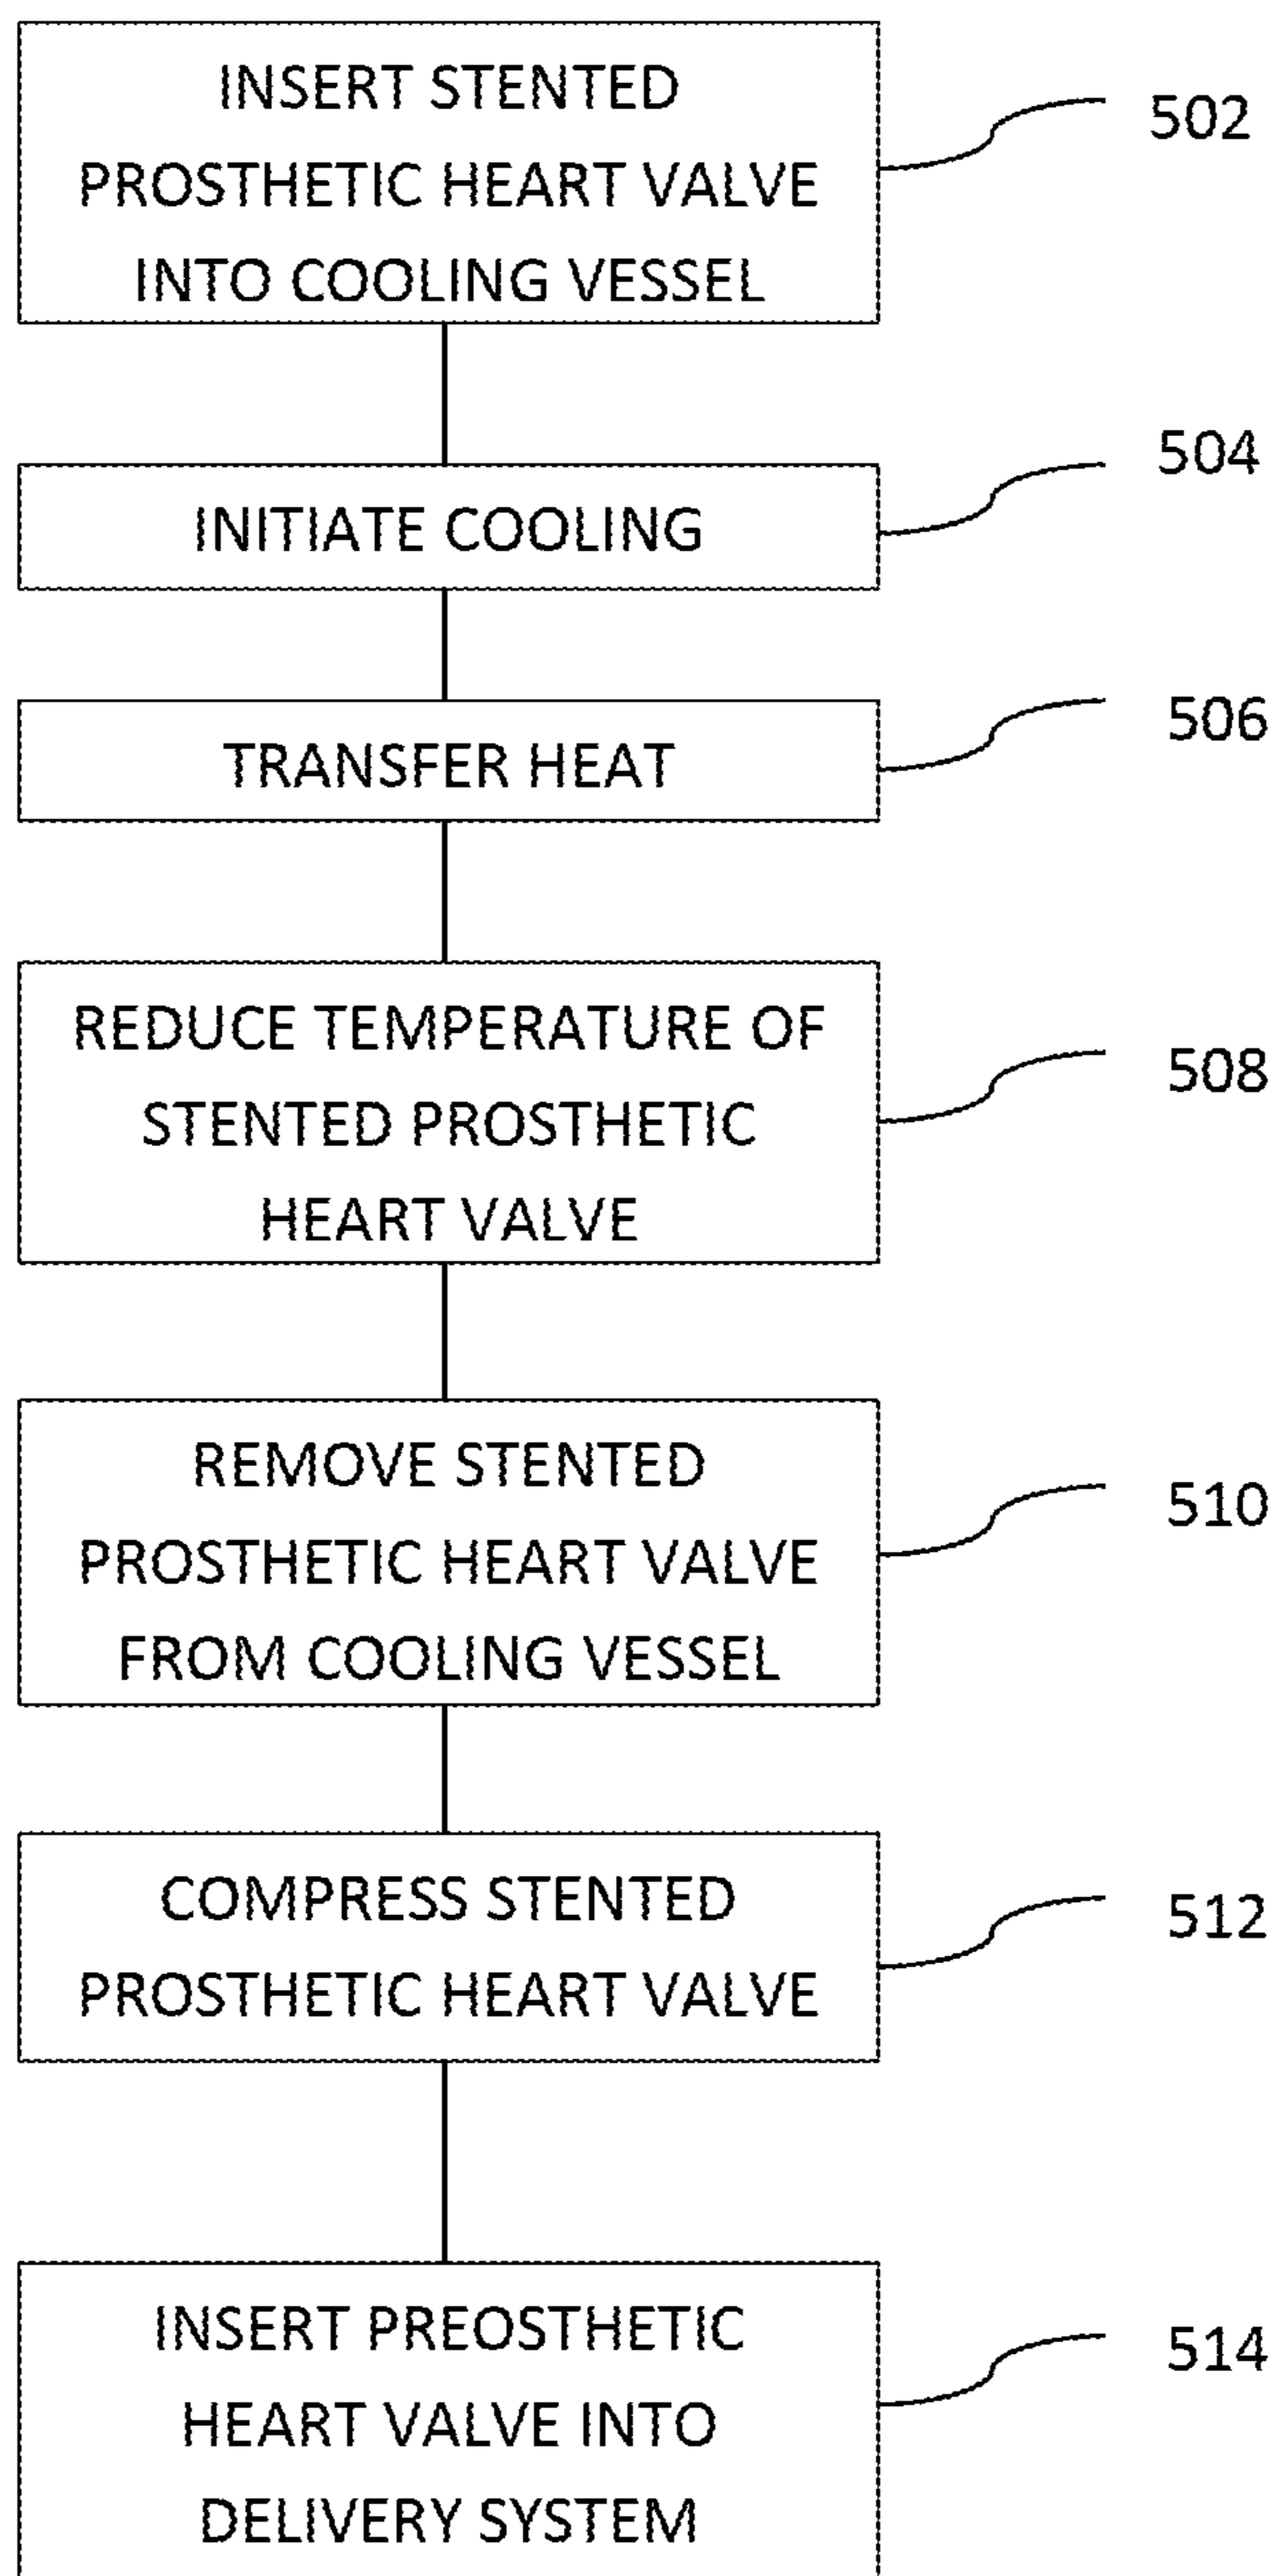 INSERT STENTED
PROSTHETIC HEART VALVE
INTO COOLING VESSEL
502
INITIATE COOLING
504
TRANSFER HEAT
506
REDUCE TEMPERATURE OF
STENTED PROSTHETIC
HEART VALVE
508
REMOVE STENTED
PROSTHETIC HEART VALVE
FROM COOLING VESSEL
510
COMPRESS STENTED
PROSTHETIC HEART VALVE
512
INSERT PREOSTHETIC
HEART VALVE INTO
DELIVERY SYSTEM
514